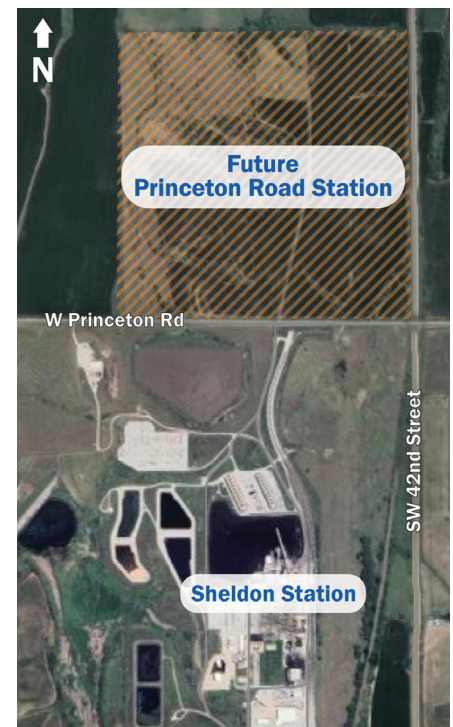 N
Future
Princeton Road Station
W Princeton Rd
SW 42nd Street
Sheldon Station